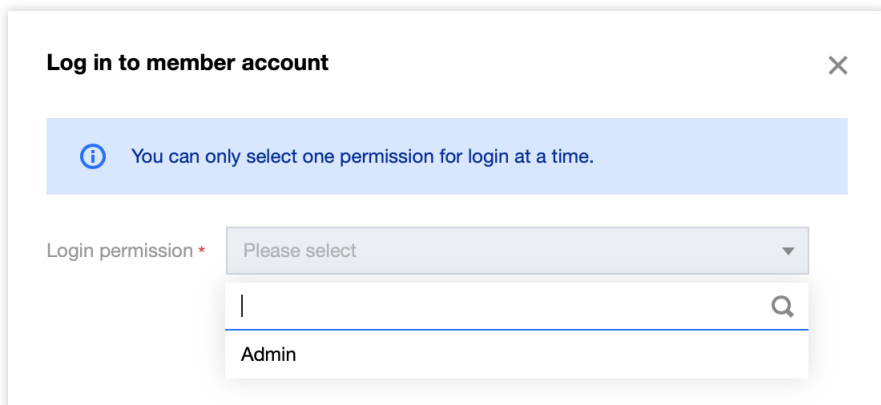 Log in to member account
You can only select one permission for login at a time.
Login permission * Please select
Admin